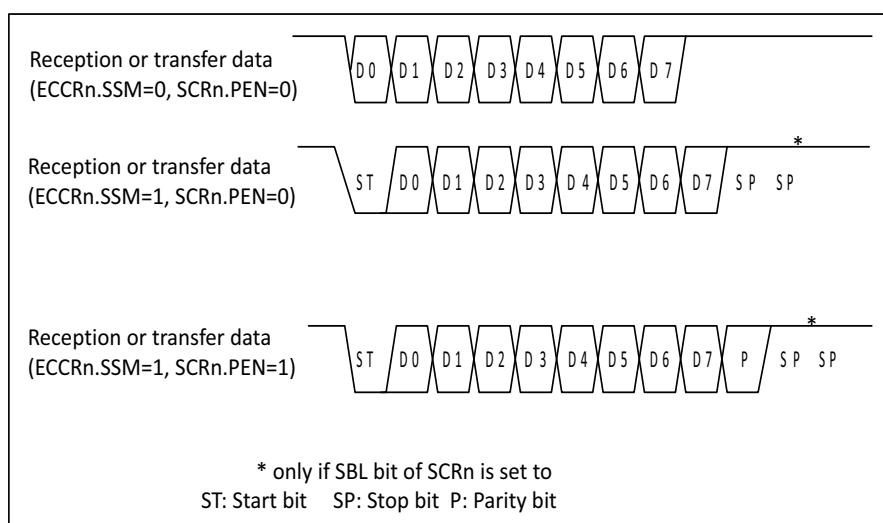 Reception or transfer data
(ECCRn.SSM=0, SCRn.PEN=0)
D0 D1 D2 D3 D4 D5 D6 D7
*
Reception or transfer data
(ECCRn.SSM=1, SCRn.PEN=0)
ST D0 D1 D2 D3 D4 D5 D6 D7 SP SP
*
Reception or transfer data
(ECCRn.SSM=1, SCRn.PEN=1)
ST D0 D1 D2 D3 D4 D5 D6 D7 P SP SP
* only if SBL bit of SCRn is set to
ST: Start bit SP: Stop bit P: Parity bit